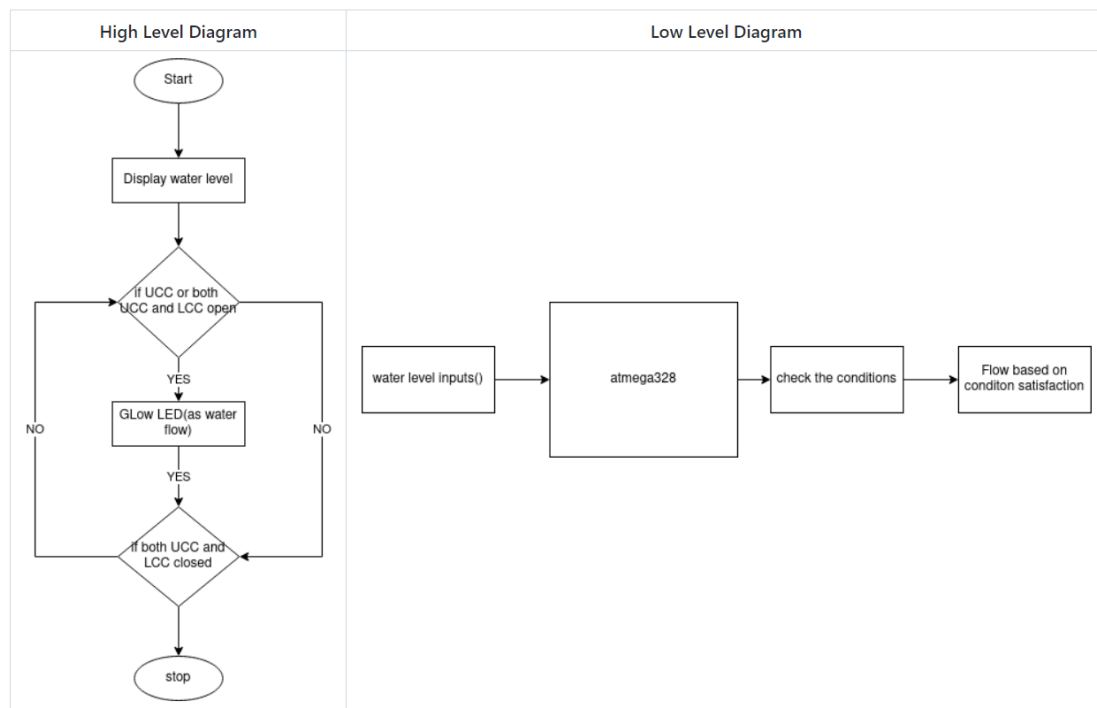 High Level Diagram
Low Level Diagram
Start
Display water level
if UCC or both
UCC and LCC open
YES
GLow LED(as water
flow)
NO
NO
YES
if both UCC and
LCC closed
stop
water level inputs()
atmega328
check the conditions
Flow based on
conditon satisfaction